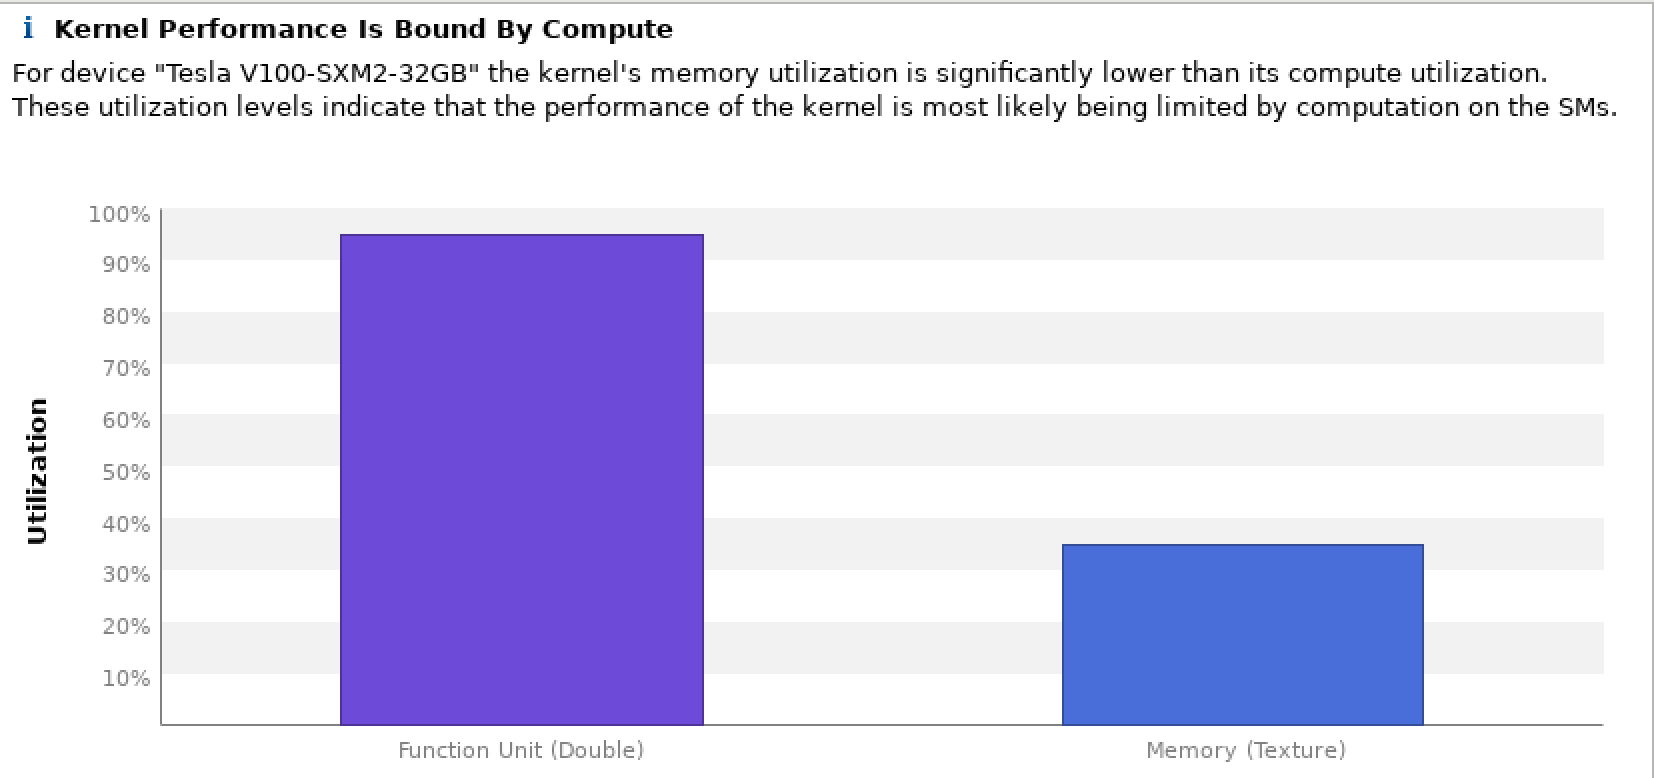 i Kernel Performance Is Bound By Compute
For device "Tesla V100-SXM2-32GB" the kernel's memory utilization is significantly lower than its compute utilization.
These utilization levels indicate that the performance of the kernel is most likely being limited by computation on the SMs.
100%
90%
80%
70%
60%
50%
40%
30%
20%
10%
Utilization
Function Unit (Double)
Memory (Texture)